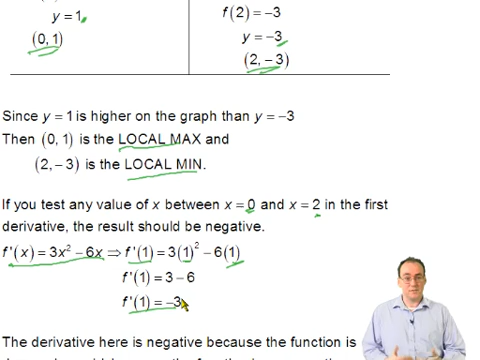 y = 1
(0, 1)
f(2) = −3
y = −3
(2, −3)
Since y = 1 is higher on the graph than y = −3
Then (0, 1) is the LOCAL MAX and
(2, −3) is the LOCAL MIN.
If you test any value of x between x = 0 and x = 2 in the first
derivative, the result should be negative.
f'(x) = 3x² − 6x ⇒ f'(1) = 3(1)² − 6(1)
f'(1) = 3 − 6
f'(1) = −3
The derivative here is negative because the function is